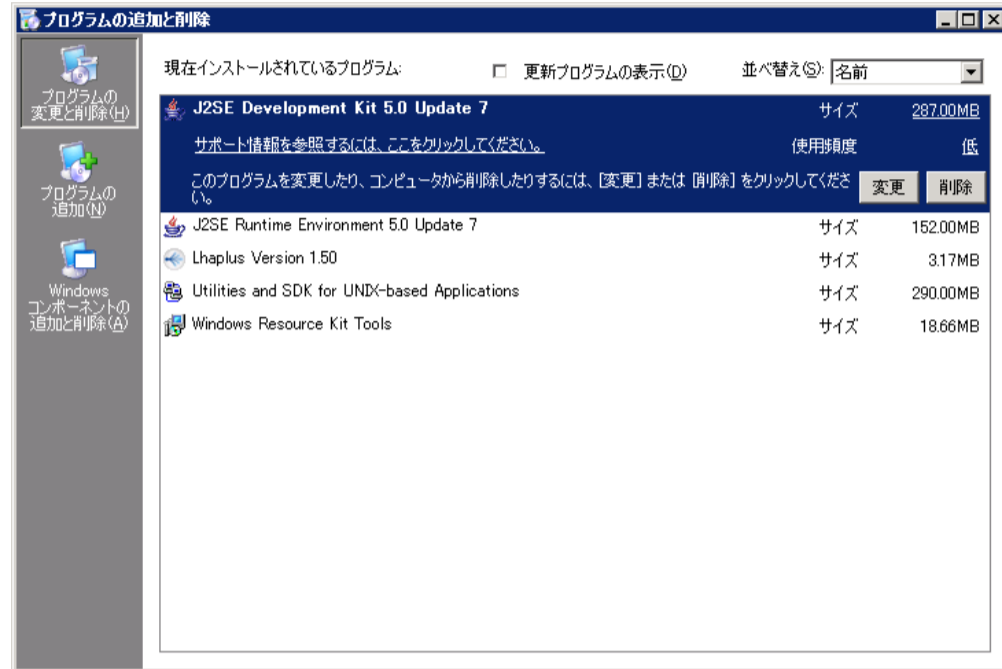 プログラムの追加と削除
プログラムの
変更と削除(H)
プログラムの
追加(N)
Windows
コンポーネントの
追加と削除(A)
現在インストールされているプログラム:
更新プログラムの表示(D)
並べ替え(S): 名前
J2SE Development Kit 5.0 Update 7 サイズ 287.00MB
サポート情報を参照するには、ここをクリックしてください。 使用頻度 低
このプログラムを変更したり、コンピュータから削除したりするには、[変更] または [削除] をクリックしてくださ
い。
変更 削除
J2SE Runtime Environment 5.0 Update 7 サイズ 152.00MB
Lhaplus Version 1.50 サイズ 3.17MB
Utilities and SDK for UNIX-based Applications サイズ 290.00MB
Windows Resource Kit Tools サイズ 18.66MB